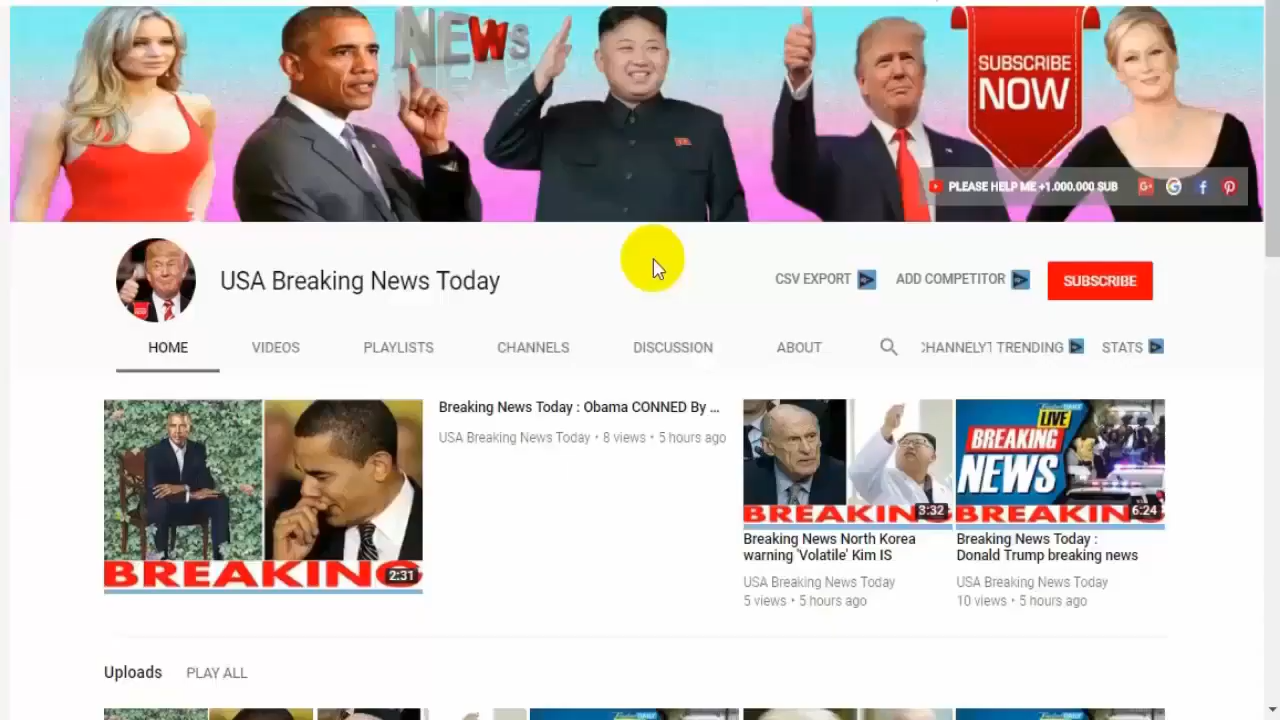 NEWS
SUBSCRIBE
NOW
PLEASE HELP ME +1.000.000 SUB
USA Breaking News Today
CSV EXPORT
ADD COMPETITOR
SUBSCRIBE
HOME
VIDEOS
PLAYLISTS
CHANNELS
DISCUSSION
ABOUT
CHANNELYT TRENDING
STATS
BREAKING
2:31
Breaking News Today : Obama CONNED By ...
USA Breaking News Today • 8 views • 5 hours ago
BREAKIN
3:32
Breaking News North Korea
warning 'Volatile' Kim IS
USA Breaking News Today
5 views • 5 hours ago
LIVE
BREAKING
NEWS
BREAKIN
6:24
Breaking News Today :
Donald Trump breaking news
USA Breaking News Today
10 views • 5 hours ago
Uploads
PLAY ALL